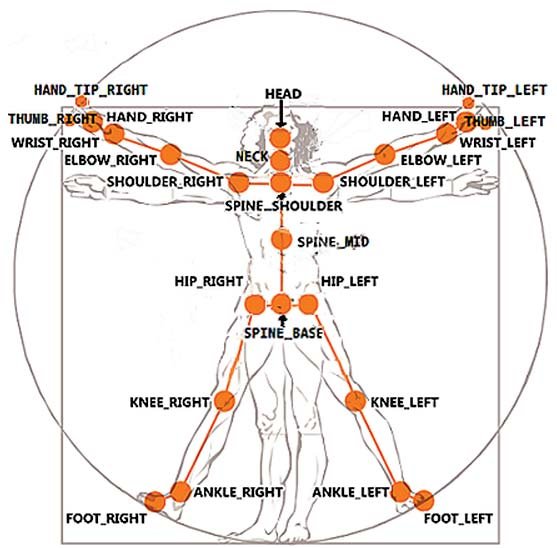 HEAD
HAND_TIP_RIGHT
HAND_TIP_LEFT
THUMB_RIGHT
HAND_RIGHT
HAND_LEFT
THUMB_LEFT
WRIST_RIGHT
WRIST_LEFT
ELBOW_RIGHT
NECK
ELBOW_LEFT
SHOULDER_RIGHT
SHOULDER_LEFT
SPINE_SHOULDER
SPINE_MID
HIP_RIGHT
HIP_LEFT
SPINE_BASE
KNEE_RIGHT
KNEE_LEFT
ANKLE_RIGHT
ANKLE_LEFT
FOOT_RIGHT
FOOT_LEFT